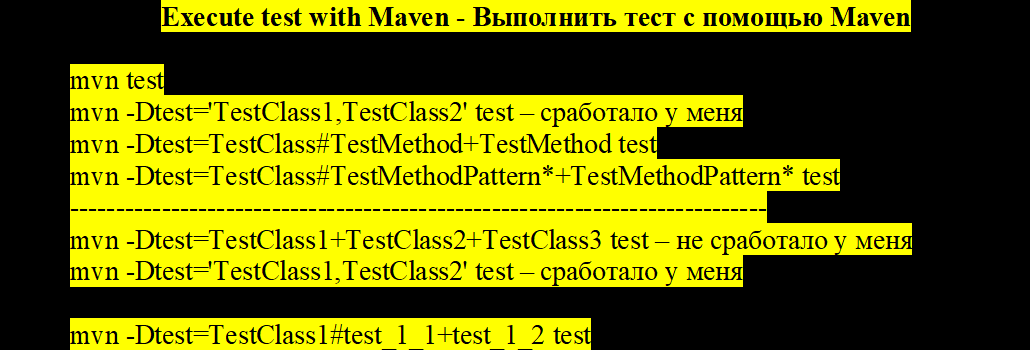 Execute test with Maven - Выполнить тест с помощью Maven
mvn test
mvn -Dtest='TestClass1,TestClass2' test – сработало у меня
mvn -Dtest=TestClass#TestMethod+TestMethod test
mvn -Dtest=TestClass#TestMethodPattern*+TestMethodPattern* test
----------------------------------------------------------------------------
mvn -Dtest=TestClass1+TestClass2+TestClass3 test – не сработало у меня
mvn -Dtest='TestClass1,TestClass2' test – сработало у меня
mvn -Dtest=TestClass1#test_1_1+test_1_2 test